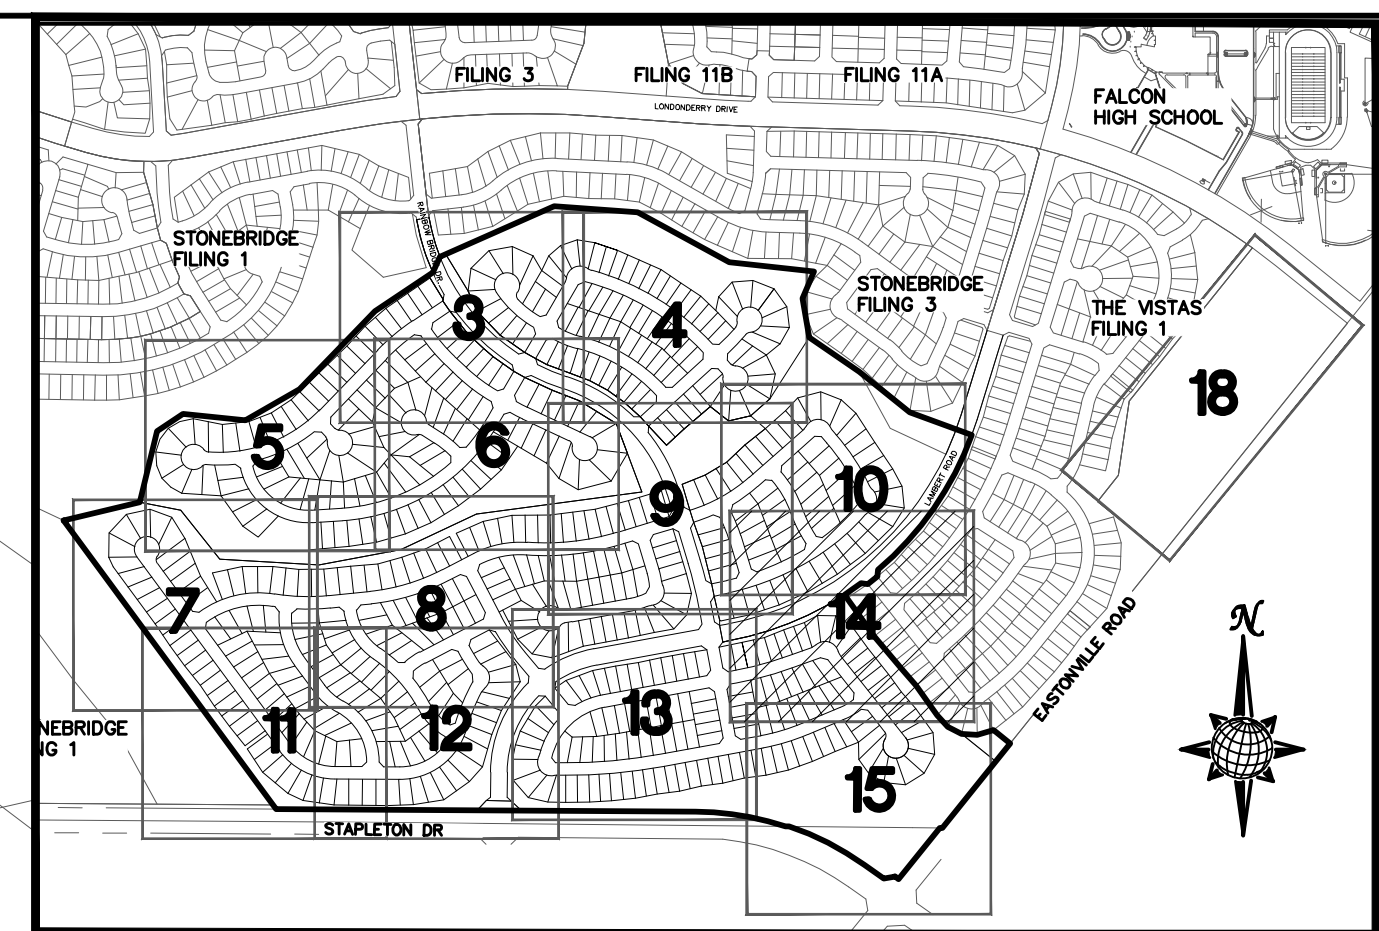 FILING 3
FILING 11B
FILING 11A
LONDONDERRY DRIVE
FALCON
HIGH SCHOOL
RAINBOW BRIDGE DR.
STONEBRIDGE
FILING 1
STONEBRIDGE
FILING 3
THE VISTAS
FILING 1
3
4
18
5
6
LAMBERT ROAD
10
9
7
8
14
EASTONVILLE ROAD
N
11
12
13
NEBRIDGE
NG 1
15
STAPLETON DR